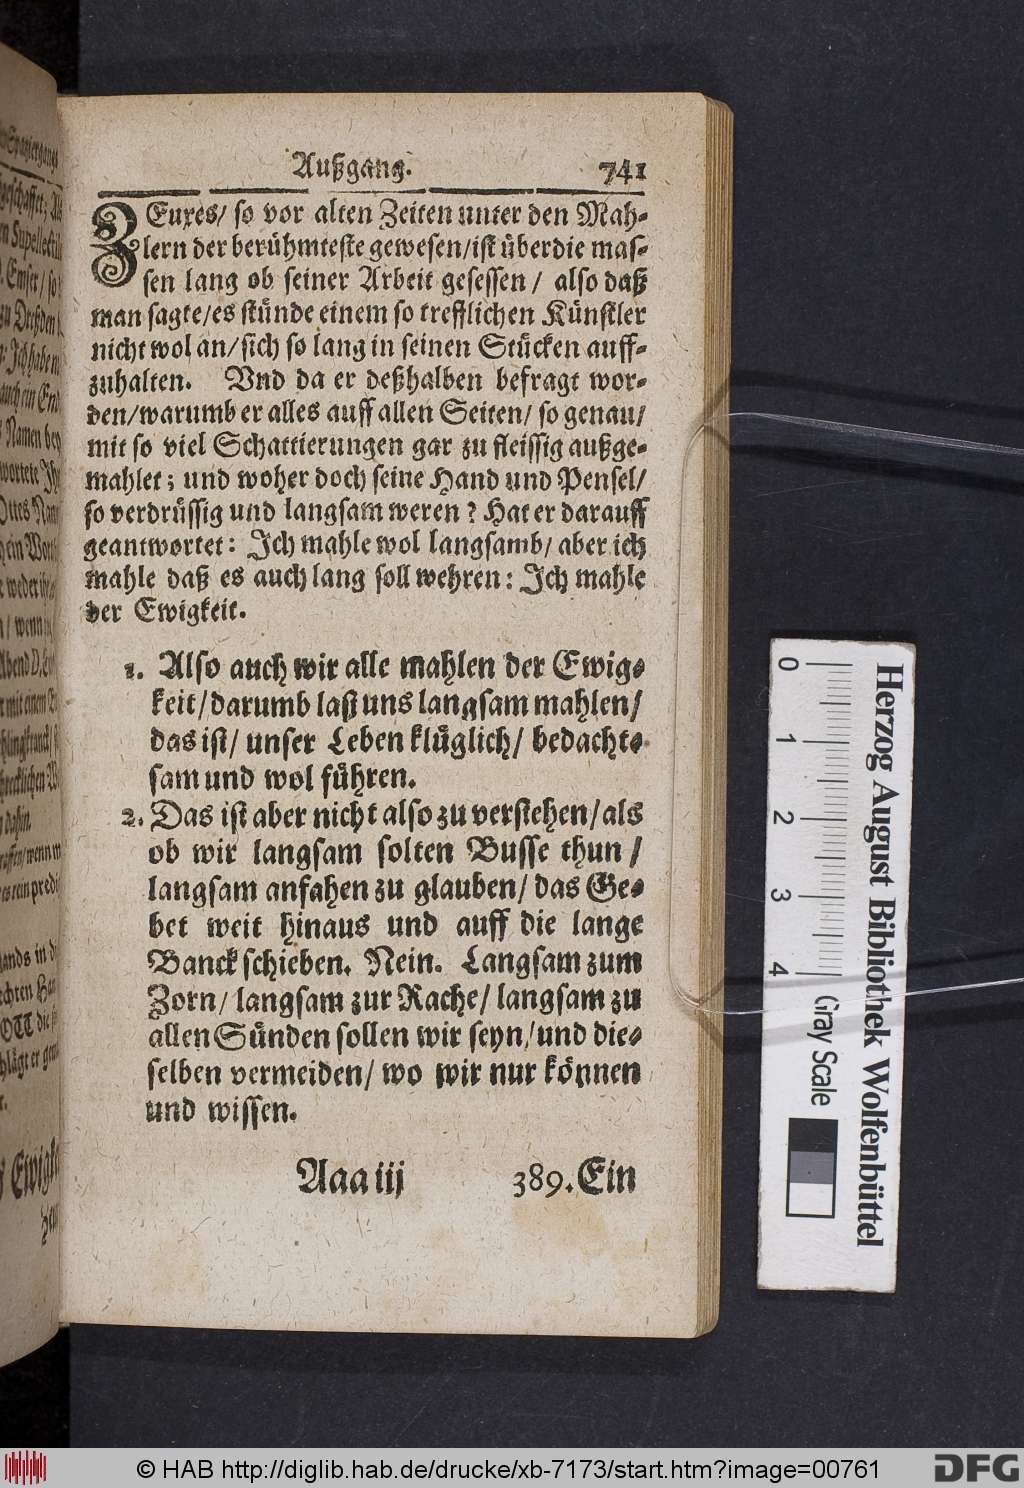 Außgang. 741
ZEuxes/ so vor alten Zeiten unter den Mah-
lern der berühmteste gewesen/ist überdie mas-
sen lang ob seiner Arbeit gesessen/ also daß
man sagte/es stünde einem so trefflichen Künstler
nicht wol an/sich so lang in seinen Stücken auff-
zuhalten. Vnd da er deßhalben befragt wor-
den/warumb er alles auff allen Seiten/ so genau/
mit so viel Schattierungen gar zu fleissig außge-
mahlet; und woher doch seine Hand und Pensel/
so verdrüssig und langsam weren? Hat er darauff
geantwortet: Ich mahle wol langsamb/ aber ich
mahle daß es auch lang soll wehren: Ich mahle
der Ewigkeit.
1. Also auch wir alle mahlen der Ewig-
keit/darumb last uns langsam mahlen/
das ist/ unser Leben klüglich/ bedacht-
sam und wol führen.
2. Das ist aber nicht also zu verstehen/als
ob wir langsam solten Busse thun/
langsam anfahen zu glauben/ das Ge-
bet weit hinaus und auff die lange
Banck schieben. Nein. Langsam zum
Zorn/ langsam zur Rache/ langsam zu
allen Sünden sollen wir seyn/und die-
selben vermeiden/ wo wir nur können
und wissen.
Aaa iij 389. Ein
0 1 2 3 4 Gray Scale
Herzog August Bibliothek Wolfenbüttel
© HAB http://diglib.hab.de/drucke/xb-7173/start.htm?image=00761
DFG